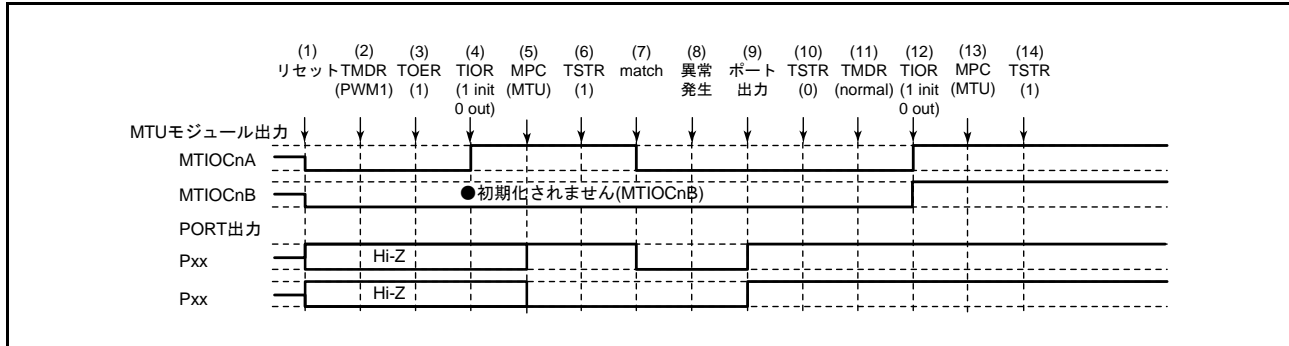 (1) (2) (3) (4) (5) (6) (7) (8) (9) (10) (11) (12) (13) (14)
リセット TMDR TOER TIOR MPC TSTR match 異常 ポート TSTR TMDR TIOR MPC TSTR
(PWM1) (1) (1 init (MTU) (1) 発生 出力 (0) (normal) (1 init (MTU) (1)
0 out) 0 out)
MTUモジュール出力
MTIOCnA
MTIOCnB ●初期化されません(MTIOCnB)
PORT出力
Pxx Hi-Z
Pxx Hi-Z